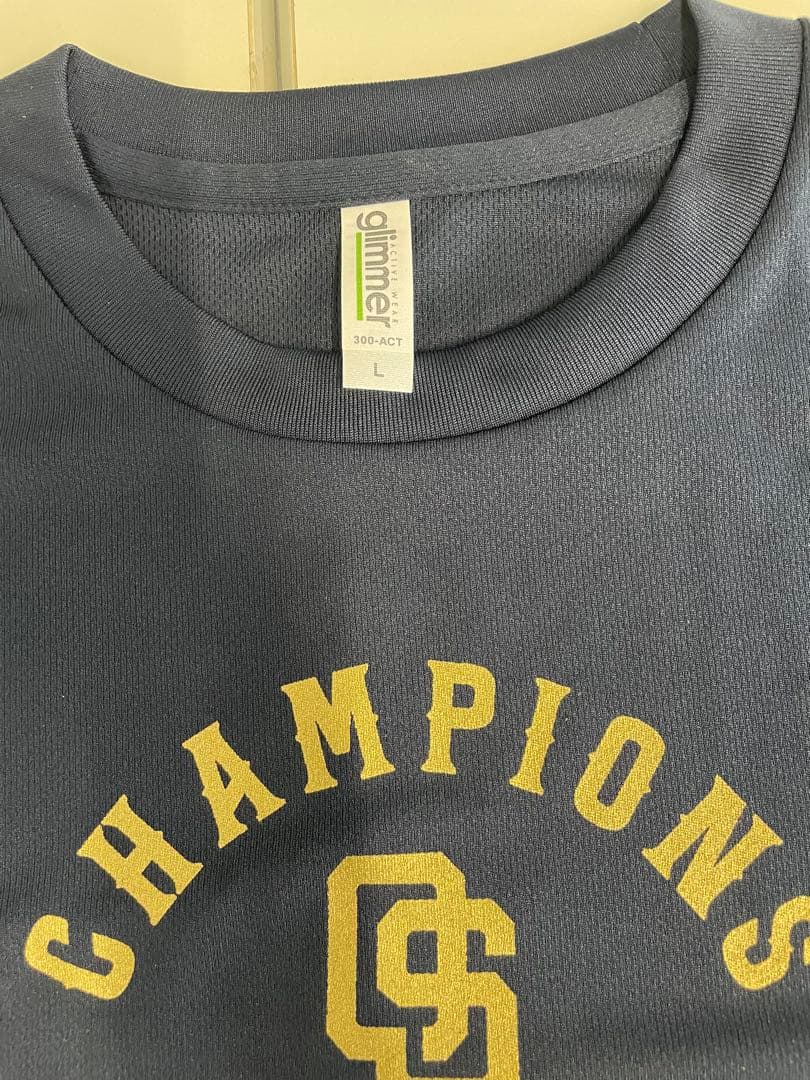 glimmer
ACTIVE WEAR
300-ACT
L
CHAMPIONS